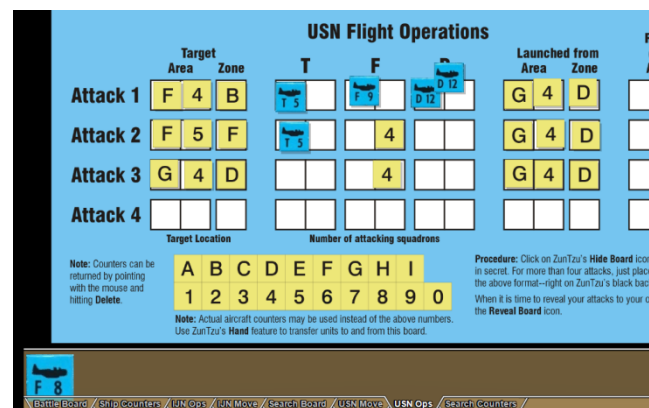 USN Flight Operations
Target
Area Zone
T F D
Launched from
Area Zone
Attack 1 F 4 B T 5 F 9 D 12 D 12 G 4 D
Attack 2 F 5 F T 5 4 G 4 D
Attack 3 G 4 D 4 G 4 D
Attack 4
Target Location
Number of attacking squadrons
Note: Counters can be
returned by pointing
with the mouse and
hitting Delete.
A B C D E F G H I
1 2 3 4 5 6 7 8 9 0
Note: Actual aircraft counters may be used instead of the above numbers.
Use ZunTzu's Hand feature to transfer units to and from this board.
Procedure: Click on ZunTzu's Hide Board ico
in secret. For more than four attacks, just plac
the above format--right on ZunTzu's black bac
When it is time to reveal your attacks to your o
the Reveal Board icon.
F 8
Battle Board / Ship Counters / IJN Ops / IJN Move / Search Board / USN Move \ USN Ops / Search Counters /